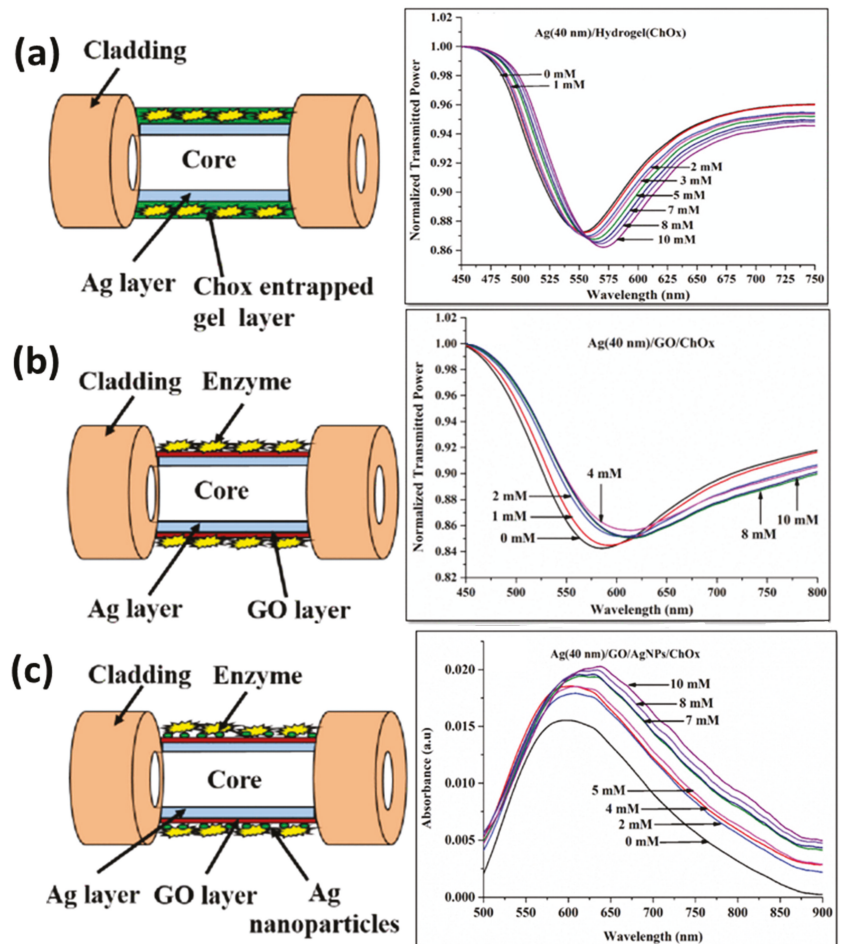 (a)
Cladding
Core
Ag layer
Chox entrapped
gel layer
Ag(40 nm)/Hydrogel(ChOx)
Normalized Transmitted Power
1.00
0.98
0.96
0.94
0.92
0.90
0.88
0.86
0 mM
1 mM
2 mM
3 mM
5 mM
7 mM
8 mM
10 mM
450 475 500 525 550 575 600 625 650 675 700 725 750
Wavelength (nm)
(b)
Cladding
Enzyme
Core
Ag layer
GO layer
Ag(40 nm)/GO/ChOx
Normalized Transmitted Power
1.00
0.98
0.96
0.94
0.92
0.90
0.88
0.86
0.84
0.82
4 mM
2 mM
1 mM
0 mM
10 mM
8 mM
450 500 550 600 650 700 750 800
Wavelength (nm)
(c)
Cladding
Enzyme
Core
Ag layer
GO layer
Ag
nanoparticles
Ag(40 nm)/GO/AgNPs/ChOx
Absorbance (a.u)
0.020
0.015
0.010
0.005
0.000
10 mM
8 mM
7 mM
5 mM
4 mM
2 mM
0 mM
500 550 600 650 700 750 800 850 900
Wavelength (nm)